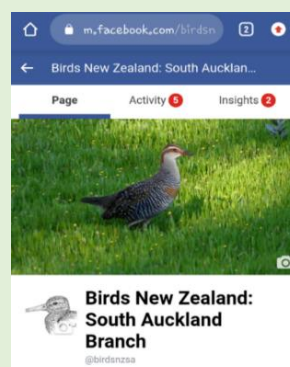 m.facebook.com/birdsn 2
Birds New Zealand: South Aucklan...
Page Activity 5 Insights 2
Birds New Zealand:
South Auckland
Branch
@birdsnzsa